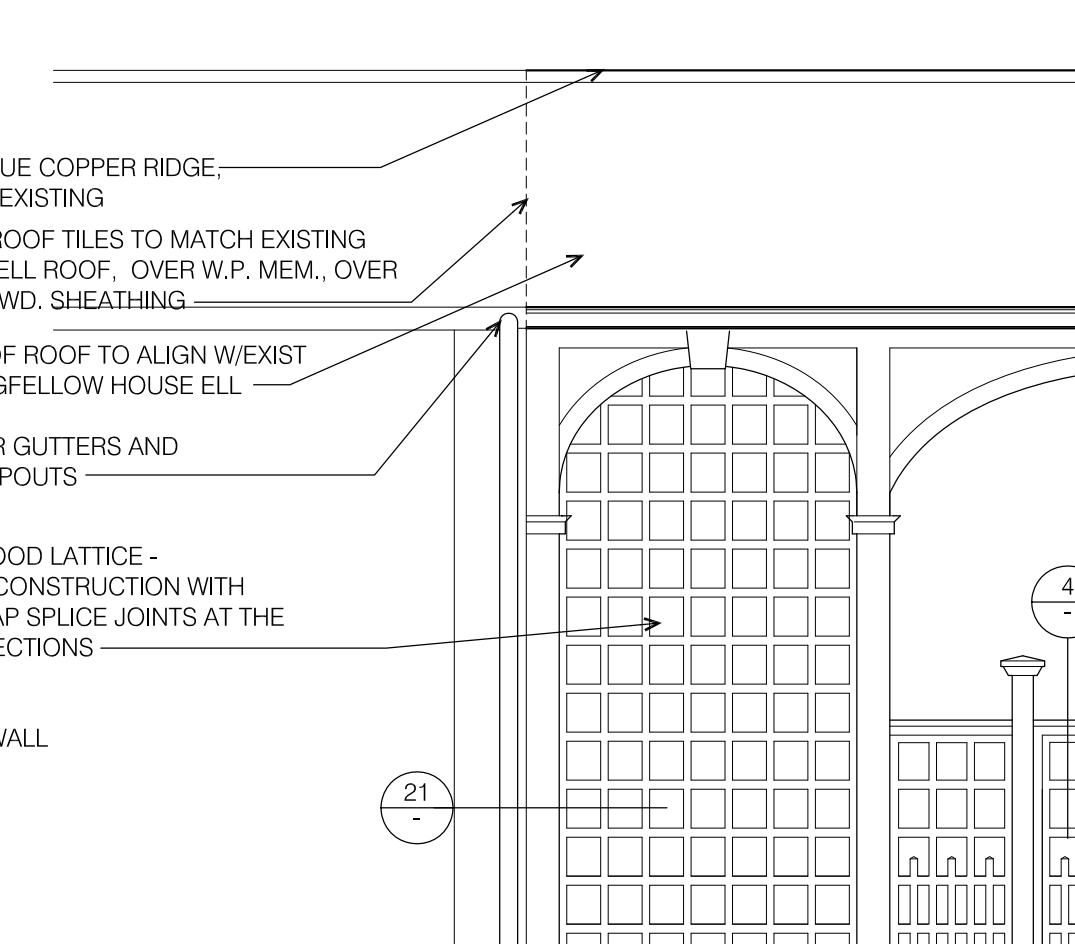 UE COPPER RIDGE,
EXISTING
ROOF TILES TO MATCH EXISTING
ELL ROOF, OVER W.P. MEM., OVER
WD. SHEATHING
OF ROOF TO ALIGN W/EXIST
GFELLOW HOUSE ELL
R GUTTERS AND
POUTS
OOD LATTICE -
CONSTRUCTION WITH
AP SPLICE JOINTS AT THE
ECTIONS
4
-
WALL
21
-